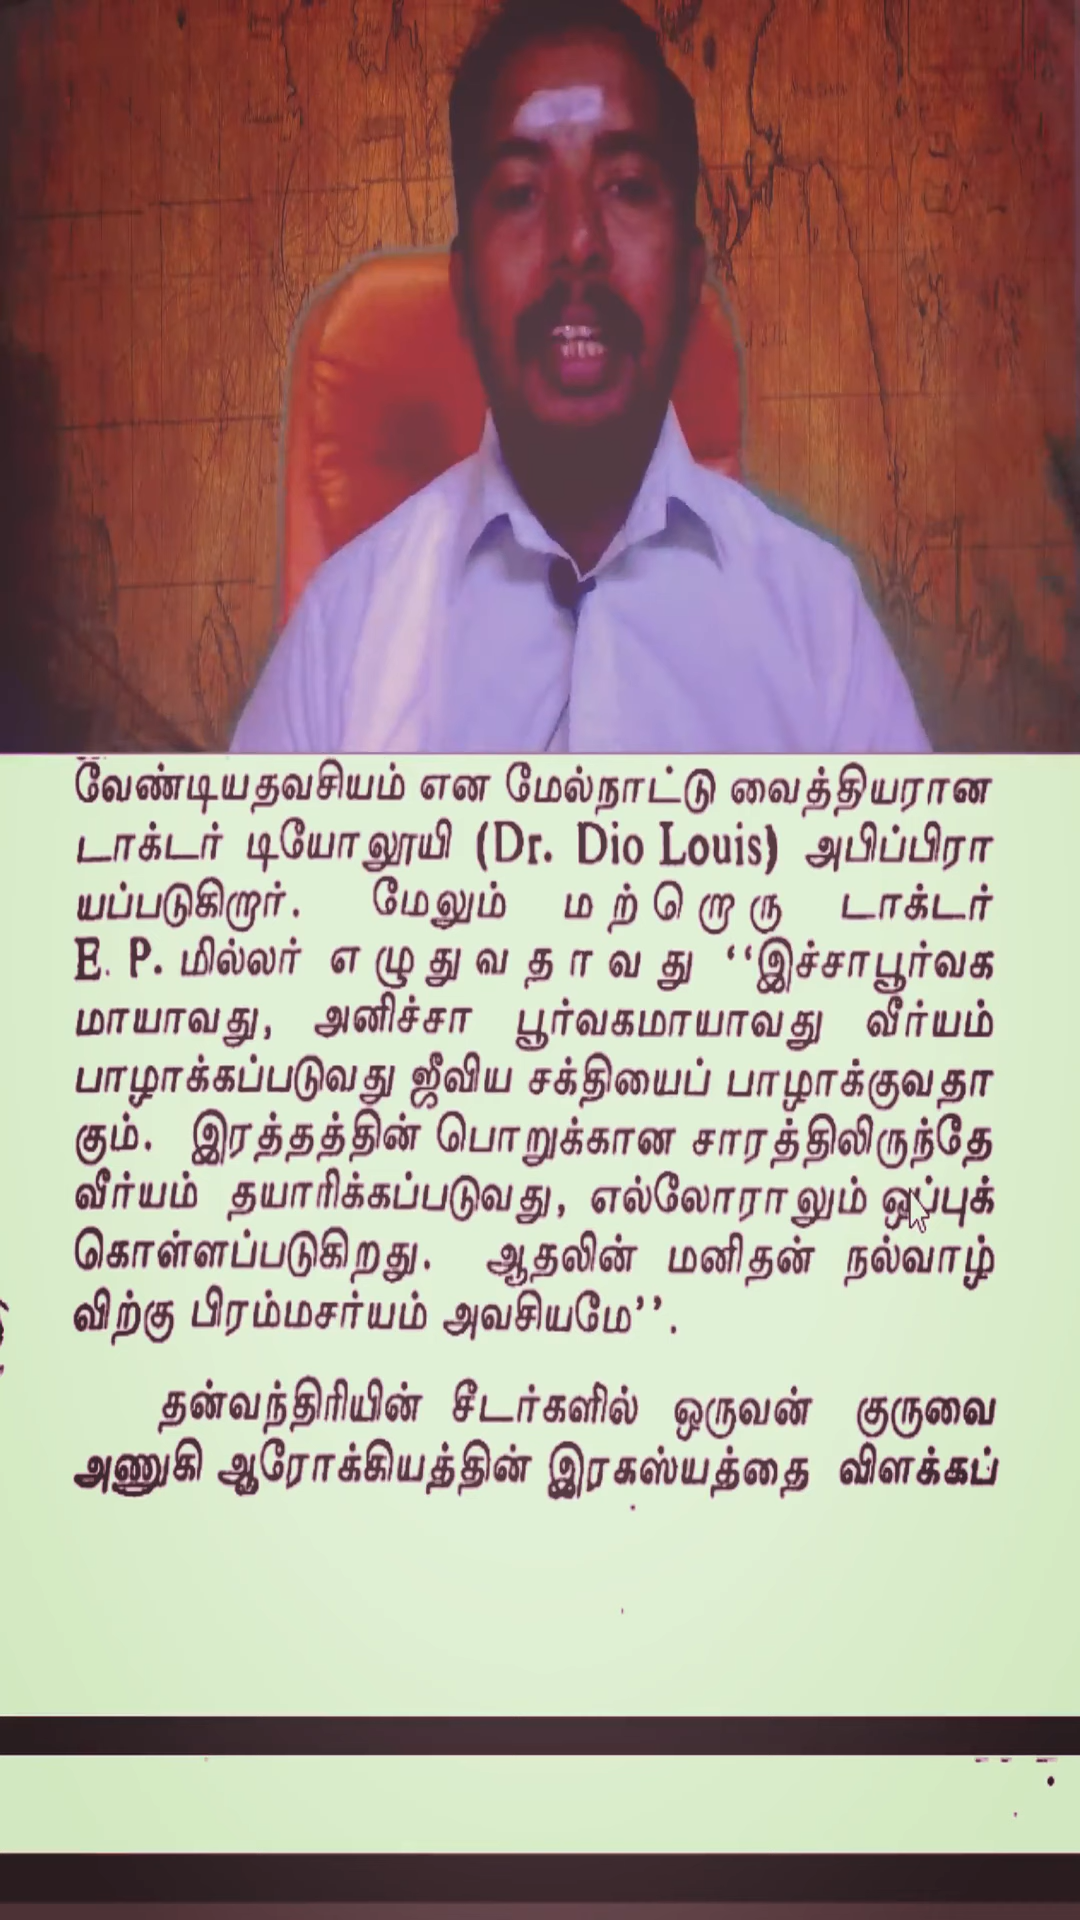 வேண்டியதவசியம் என மேல்நாட்டு வைத்தியரான
டாக்டர் டியோலூயி (Dr. Dio Louis) அபிப்பிரா
யப்படுகிறார். மேலும் மற்றொரு டாக்டர்
E. P. மில்லர் எழுதுவதாவது ‘‘இச்சாபூர்வக
மாயாவது, அனிச்சா பூர்வகமாயாவது வீர்யம்
பாழாக்கப்படுவது ஜீவிய சக்தியைப் பாழாக்குவதா
கும். இரத்தத்தின் பொறுக்கான சாரத்திலிருந்தே
வீர்யம் தயாரிக்கப்படுவது, எல்லோராலும் ஒப்புக்
கொள்ளப்படுகிறது. ஆதலின் மனிதன் நல்வாழ்
விற்கு பிரம்மசர்யம் அவசியமே’’.
தன்வந்திரியின் சீடர்களில் ஒருவன் குருவை
அணுகி ஆரோக்கியத்தின் இரகஸ்யத்தை விளக்கப்